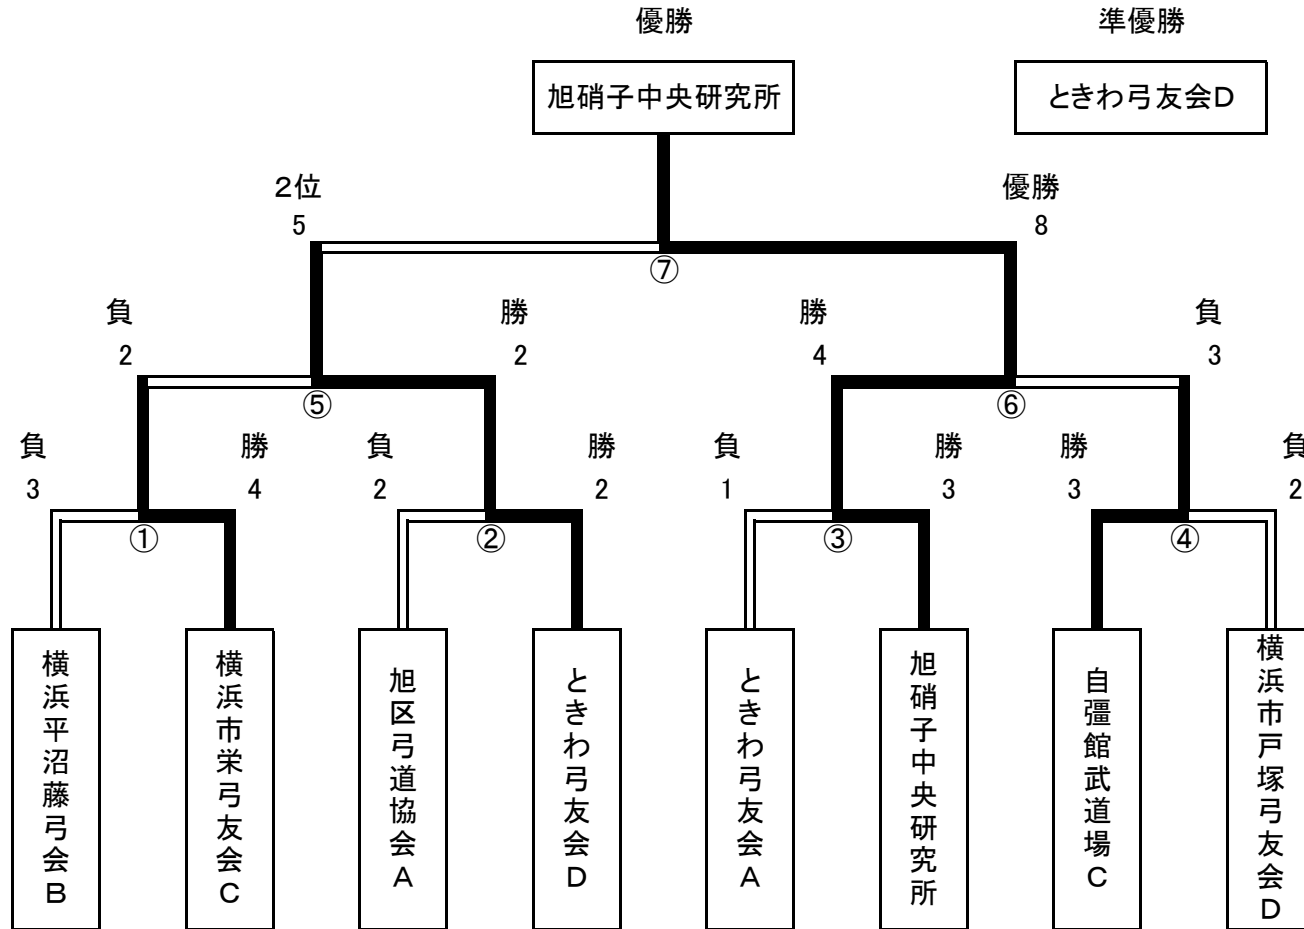 優勝
準優勝
旭硝子中央研究所
ときわ弓友会D
2位
優勝
5
8
⑦
負
勝
勝
負
2
2
4
3
⑤
⑥
負
勝
負
勝
負
勝
勝
負
3
4
2
2
1
3
3
2
①
②
③
④
横浜平沼藤弓会B
横浜市栄弓友会C
旭区弓道協会A
ときわ弓友会D
ときわ弓友会A
旭硝子中央研究所
自彊館武道場C
横浜市戸塚弓友会D